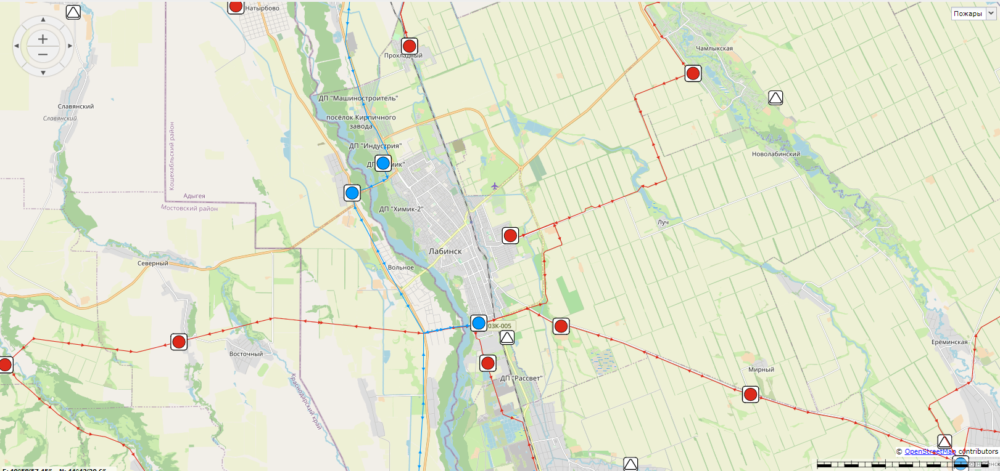 Натырбово
Пожары
Чамлыкская
Прохладный
ДП "Машиностроитель"
Славянский
Славянский
посёлок Кирпичного
завода
Кошехабльский район
ДП "Индустрия"
Новолабинский
Адыгея
Мостовский район
ДП "Химик-2"
Луч
Лабинск
Северный
Вольное
03К-005
Ерёминская
Восточный
Мирный
ДП "Рассвет"
Краснодарский край
© OpenStreetMap contributors